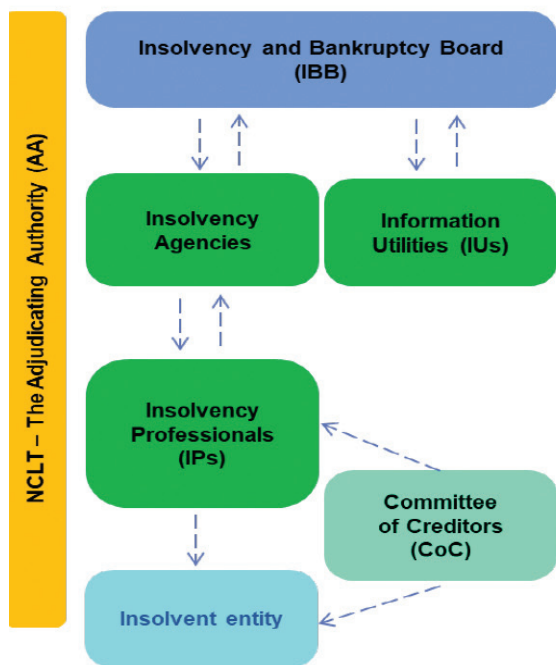 NCLT – The Adjudicating Authority (AA)
Insolvency and Bankruptcy Board
(IBB)
Insolvency
Agencies
Information
Utilities (IUs)
Insolvency
Professionals
(IPs)
Committee
of Creditors
(CoC)
Insolvent entity